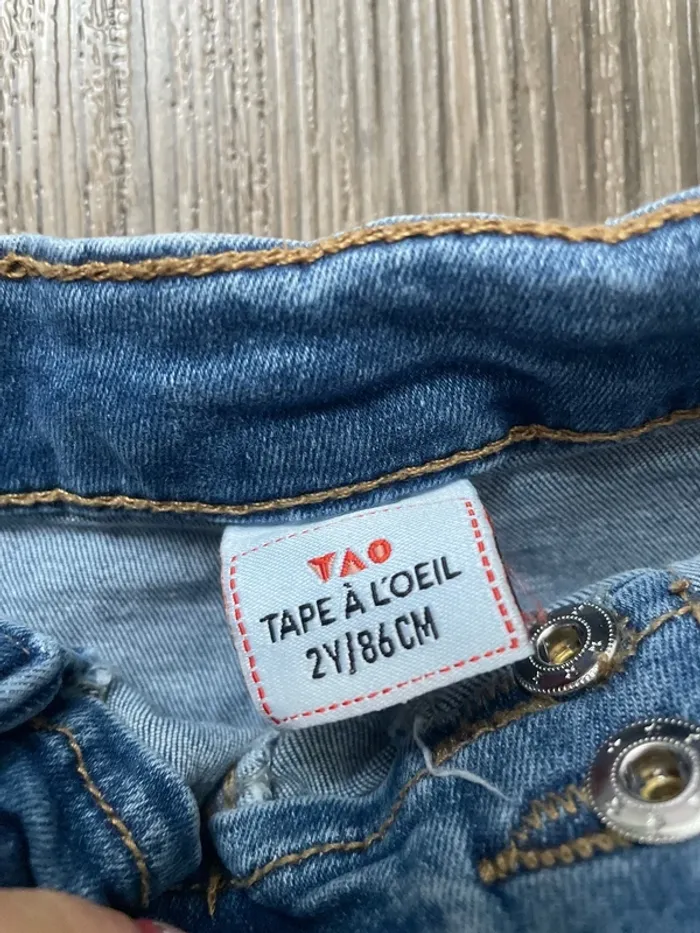 TAO
TAPE À L'OEIL
2Y/86CM